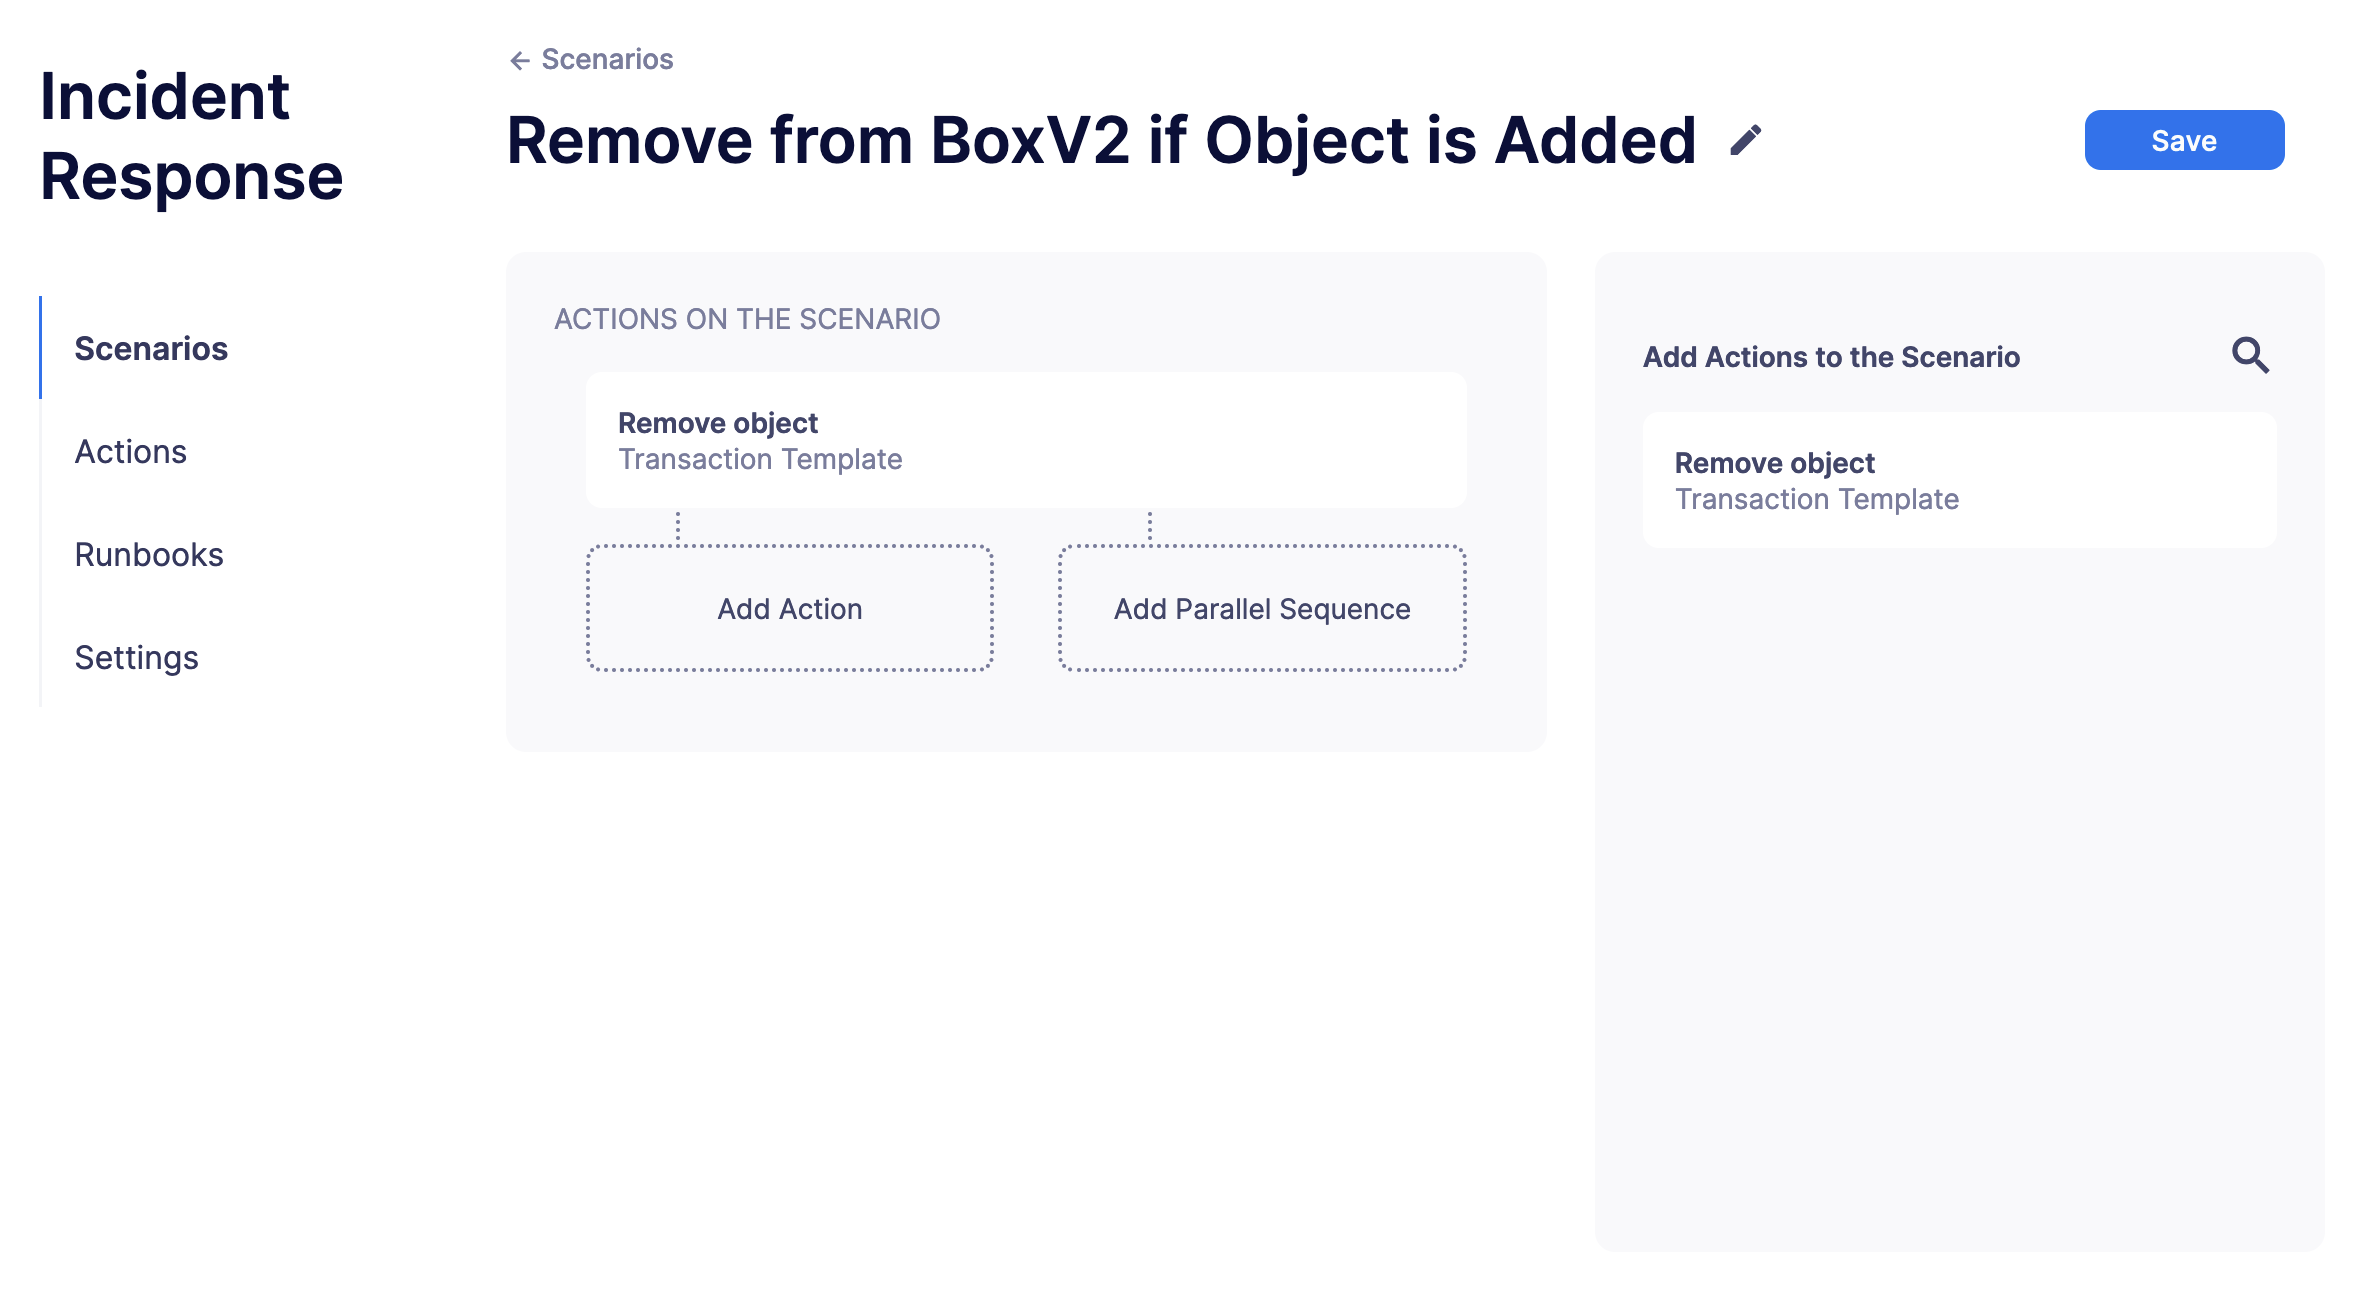 Incident
Response
Scenarios
Actions
Runbooks
Settings
← Scenarios
Remove from BoxV2 if Object is Added
Save
ACTIONS ON THE SCENARIO
Remove object
Transaction Template
Add Action
Add Parallel Sequence
Add Actions to the Scenario
Remove object
Transaction Template